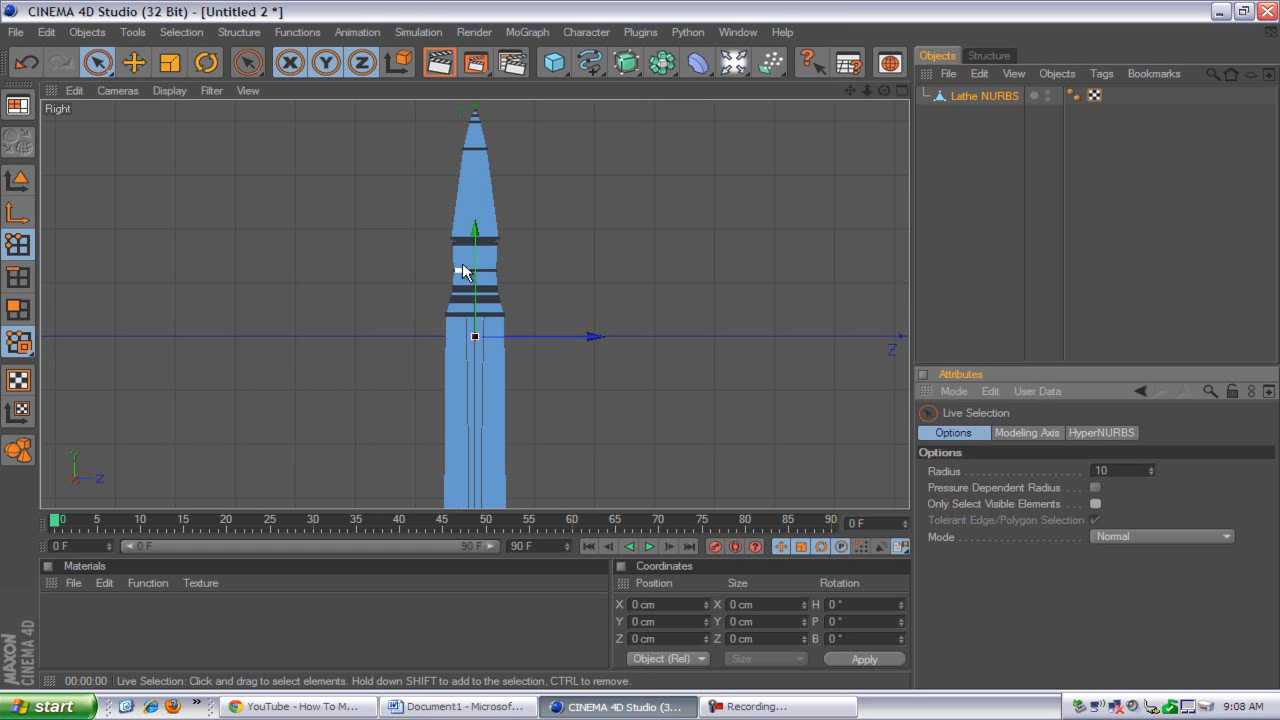 CINEMA 4D Studio (32 Bit) - [Untitled 2 *]
File Edit Objects Tools Selection Structure Functions Animation Simulation Render MoGraph Character Plugins Python Window Help
Objects Structure
File Edit View Objects Tags Bookmarks
Lathe NURBS
Edit Cameras Display Filter View
Right
Z
Y
Z
Attributes
Mode Edit User Data
Live Selection
Options Modeling Axis HyperNURBS
Options
Radius 10
Pressure Dependent Radius
Only Select Visible Elements
Tolerant Edge/Polygon Selection
Mode Normal
0 5 10 15 20 25 30 35 40 45 50 55 60 65 70 75 80 85 90 0 F
0 F 0 F 90 F 90 F
Materials
File Edit Function Texture
Coordinates
Position Size Rotation
X 0 cm X 0 cm H 0 °
Y 0 cm Y 0 cm P 0 °
Z 0 cm Z 0 cm B 0 °
Object (Rel) Size Apply
MAXON
CINEMA 4D
00:00:00 Live Selection: Click and drag to select elements. Hold down SHIFT to add to the selection, CTRL to remove.
start YouTube - How To M... Document1 - Microsof... CINEMA 4D Studio (3... Recording... 9:08 AM